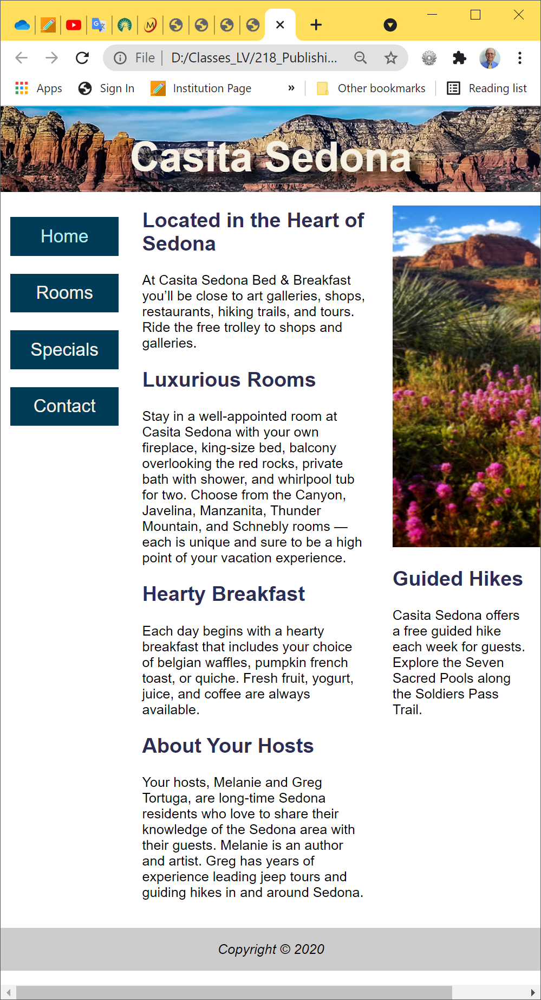 File
D:/Classes_LV/218_Publishi...
Apps
Sign In
Institution Page
»
Other bookmarks
Reading list
Casita Sedona
Home
Rooms
Specials
Contact
Located in the Heart of
Sedona
At Casita Sedona Bed & Breakfast
you’ll be close to art galleries, shops,
restaurants, hiking trails, and tours.
Ride the free trolley to shops and
galleries.
Luxurious Rooms
Stay in a well-appointed room at
Casita Sedona with your own
fireplace, king-size bed, balcony
overlooking the red rocks, private
bath with shower, and whirlpool tub
for two. Choose from the Canyon,
Javelina, Manzanita, Thunder
Mountain, and Schnebly rooms —
each is unique and sure to be a high
point of your vacation experience.
Hearty Breakfast
Each day begins with a hearty
breakfast that includes your choice
of belgian waffles, pumpkin french
toast, or quiche. Fresh fruit, yogurt,
juice, and coffee are always
available.
About Your Hosts
Your hosts, Melanie and Greg
Tortuga, are long-time Sedona
residents who love to share their
knowledge of the Sedona area with
their guests. Melanie is an author
and artist. Greg has years of
experience leading jeep tours and
guiding hikes in and around Sedona.
Guided Hikes
Casita Sedona offers
a free guided hike
each week for guests.
Explore the Seven
Sacred Pools along
the Soldiers Pass
Trail.
Copyright © 2020